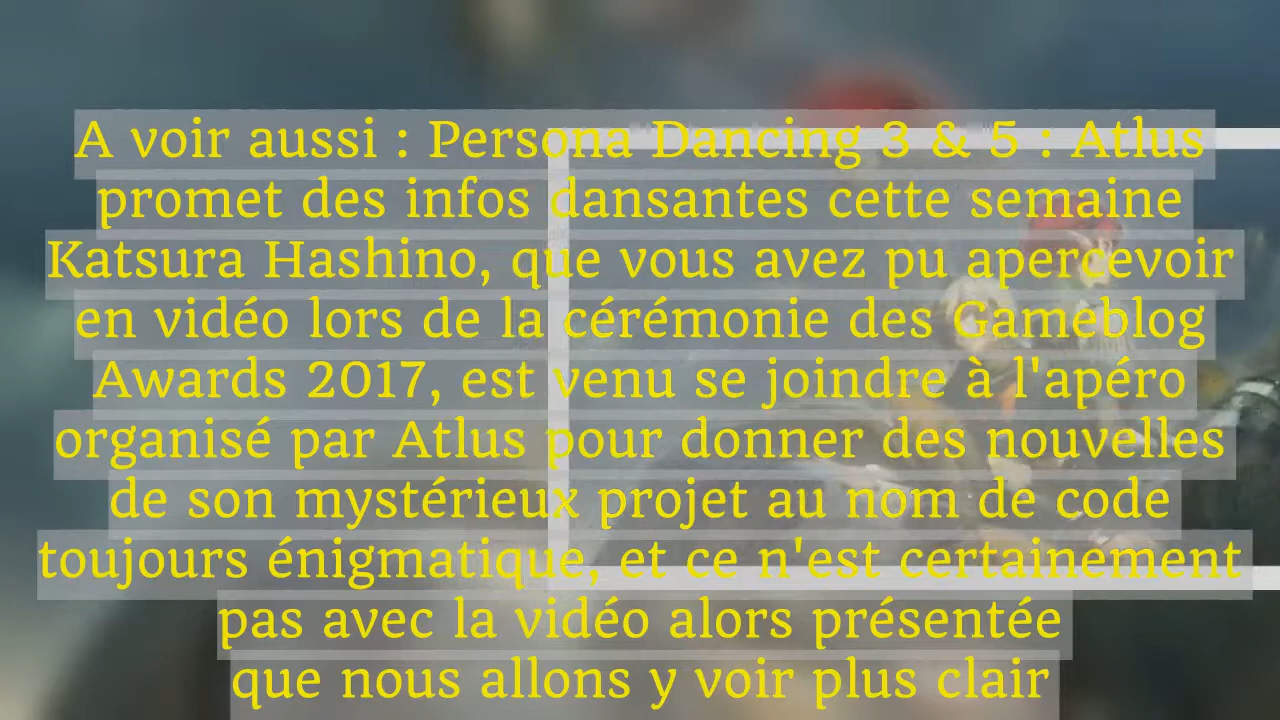 A voir aussi : Persona Dancing 3 & 5 : Atlus
promet des infos dansantes cette semaine
Katsura Hashino, que vous avez pu apercevoir
en vidéo lors de la cérémonie des Gameblog
Awards 2017, est venu se joindre à l'apéro
organisé par Atlus pour donner des nouvelles
de son mystérieux projet au nom de code
toujours énigmatique, et ce n'est certainement
pas avec la vidéo alors présentée
que nous allons y voir plus clair